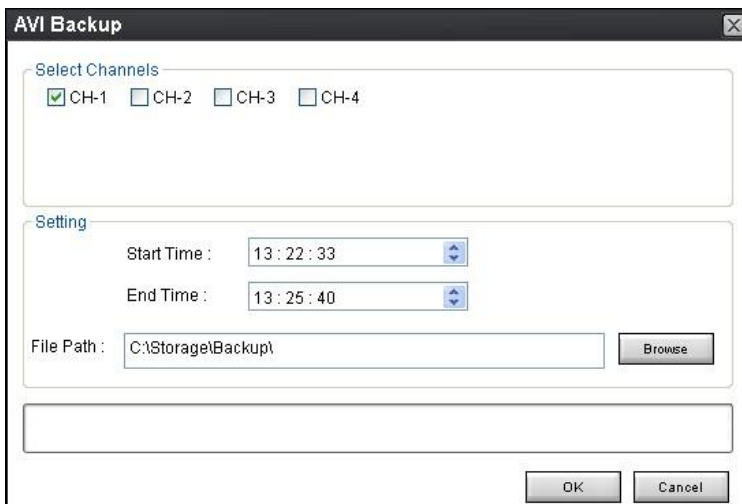 AVI Backup
Select Channels
CH-1 CH-2 CH-3 CH-4
Setting
Start Time : 13 : 22 : 33
End Time : 13 : 25 : 40
File Path : C:\Storage\Backup\ Browse
OK Cancel